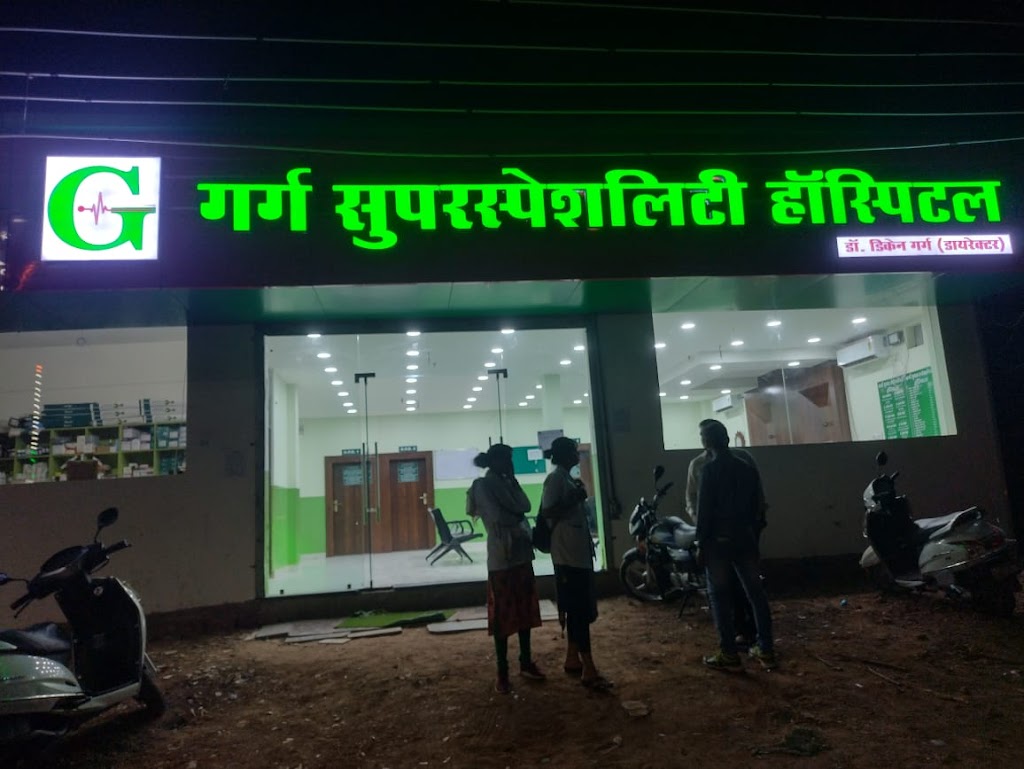 G
गर्ग सुपरस्पेशलिटी हॉस्पिटल
डॉ. डिकेन गर्ग (डायरेक्टर)